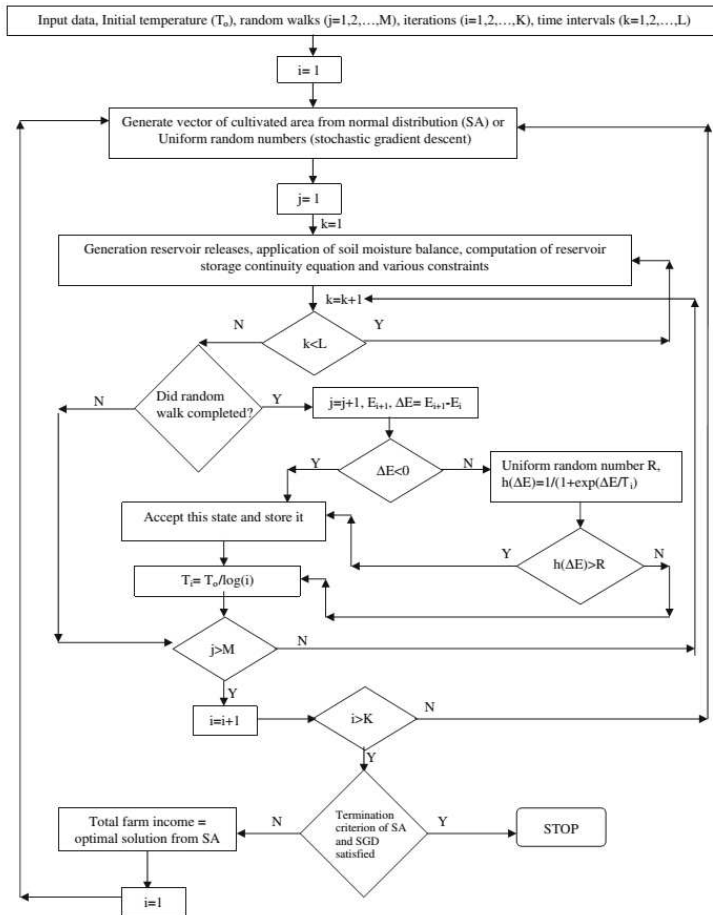 Input data, Initial temperature (Tₒ), random walks (j=1,2,…,M), iterations (i=1,2,…,K), time intervals (k=1,2,…,L)
i= 1
Generate vector of cultivated area from normal distribution (SA) or
Uniform random numbers (stochastic gradient descent)
j= 1
k=1
Generation reservoir releases, application of soil moisture balance, computation of reservoir
storage continuity equation and various constraints
k=k+1
N
Y
k<L
N
Did random
walk completed?
Y
j=j+1, Eᵢ₊₁, ΔE= Eᵢ₊₁-Eᵢ
Y
ΔE<0
N
Uniform random number R,
h(ΔE)=1/(1+exp(ΔE/Tᵢ)
Accept this state and store it
Y
h(ΔE)>R
N
Tᵢ= Tₒ/log(i)
j>M
N
Y
i=i+1
i>K
N
Y
Total farm income =
optimal solution from SA
N
Termination
criterion of SA
and SGD
satisfied
Y
STOP
i=1